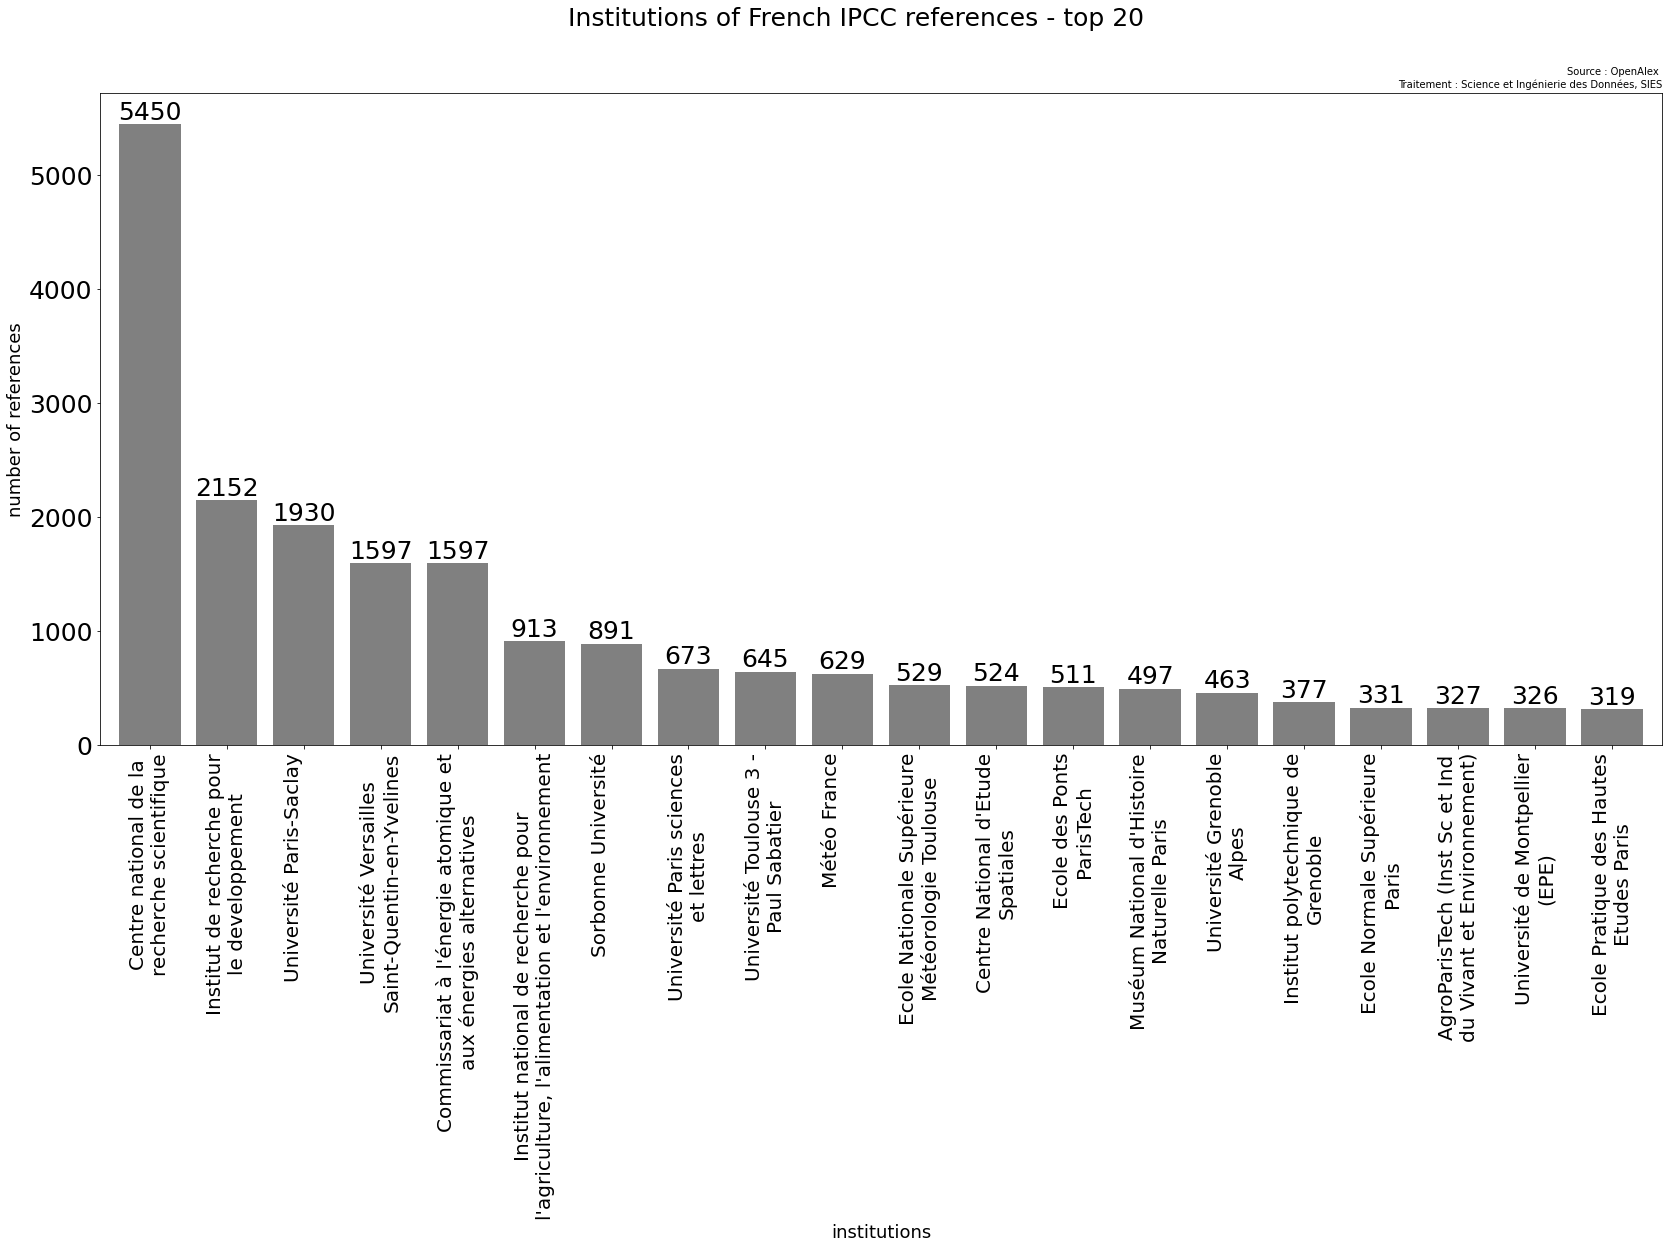 Institutions of French IPCC references - top 20
Source : OpenAlex
Traitement : Science et Ingénierie des Données, SIES
number of references
5000
4000
3000
2000
1000
0
5450
2152
1930
1597
1597
913
891
673
645
629
529
524
511
497
463
377
331
327
326
319
Centre national de la
recherche scientifique
Institut de recherche pour
le developpement
Université Paris-Saclay
Université Versailles
Saint-Quentin-en-Yvelines
Commissariat à l'énergie atomique et
aux énergies alternatives
Institut national de recherche pour
l'agriculture, l'alimentation et l'environnement
Sorbonne Université
Université Paris sciences
et lettres
Université Toulouse 3 -
Paul Sabatier
Météo France
Ecole Nationale Supérieure
Météorologie Toulouse
Centre National d'Etude
Spatiales
Ecole des Ponts
ParisTech
Muséum National d'Histoire
Naturelle Paris
Université Grenoble
Alpes
Institut polytechnique de
Grenoble
Ecole Normale Supérieure
Paris
AgroParisTech (Inst Sc et Ind
du Vivant et Environnement)
Université de Montpellier
(EPE)
Ecole Pratique des Hautes
Etudes Paris
institutions